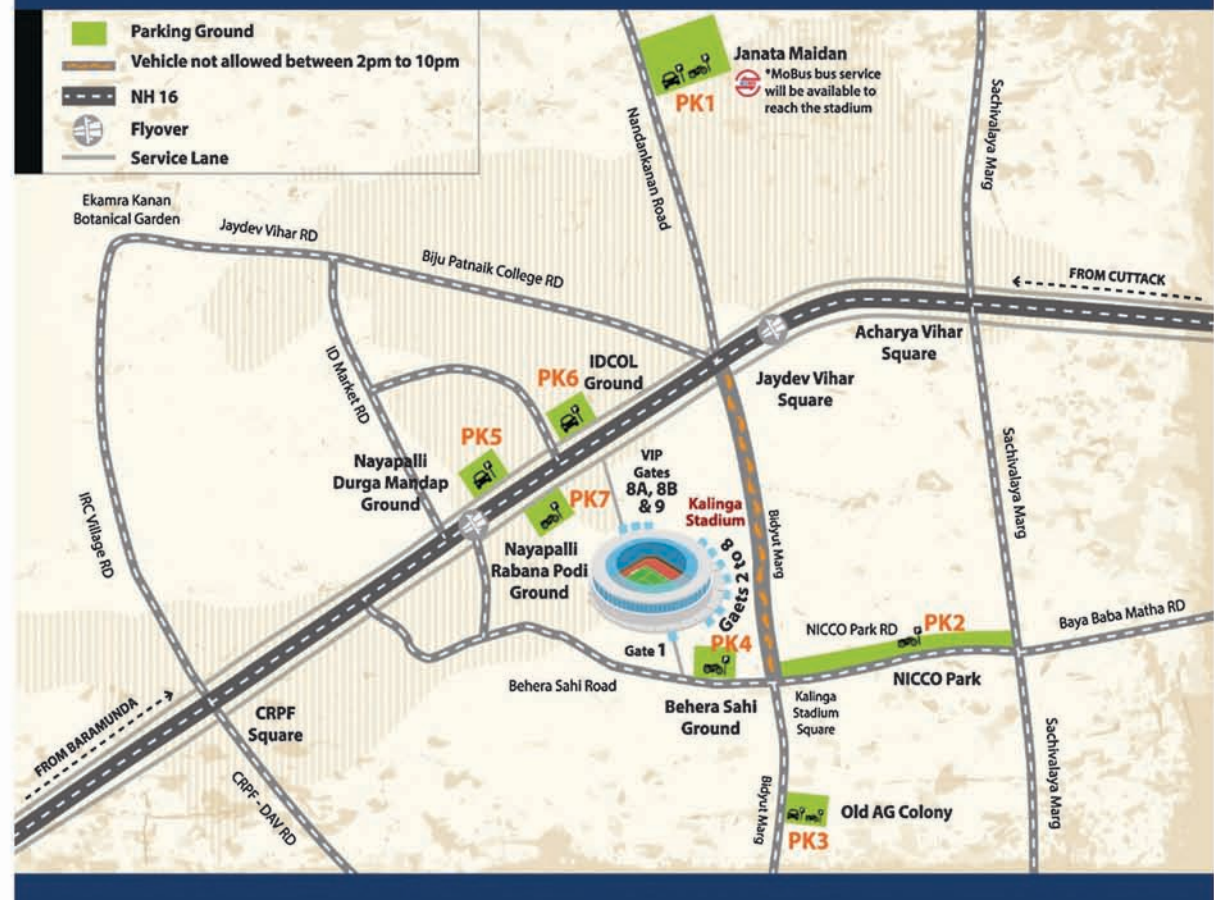 Parking Ground
Vehicle not allowed between 2pm to 10pm
NH 16
Flyover
Service Lane
Janata Maidan
*MoBus bus service
will be available to
reach the stadium
PK1
Nandankanan Road
Sachivalaya Marg
Ekamra Kanan
Botanical Garden
Jaydev Vihar RD
Biju Patnaik College RD
FROM CUTTACK
Acharya Vihar
Square
Jaydev Vihar
Square
ID Market RD
IDCOL
Ground
PK6
PK5
Nayapalli
Durga Mandap
Ground
PK7
Nayapalli
Rabana Podi
Ground
VIP
Gates
8A, 8B
& 9
Kalinga
Stadium
Gaets 2 to 8
Bidyut Marg
Sachivalaya Marg
IRC Village RD
Gate 1
PK4
NICCO Park RD
PK2
Baya Baba Matha RD
NICCO Park
Behera Sahi Road
Behera Sahi
Ground
Kalinga
Stadium
Square
FROM BARAMUNDA
CRPF
Square
CRPF - DAV RD
Bidyut Marg
Old AG Colony
PK3
Sachivalaya Marg